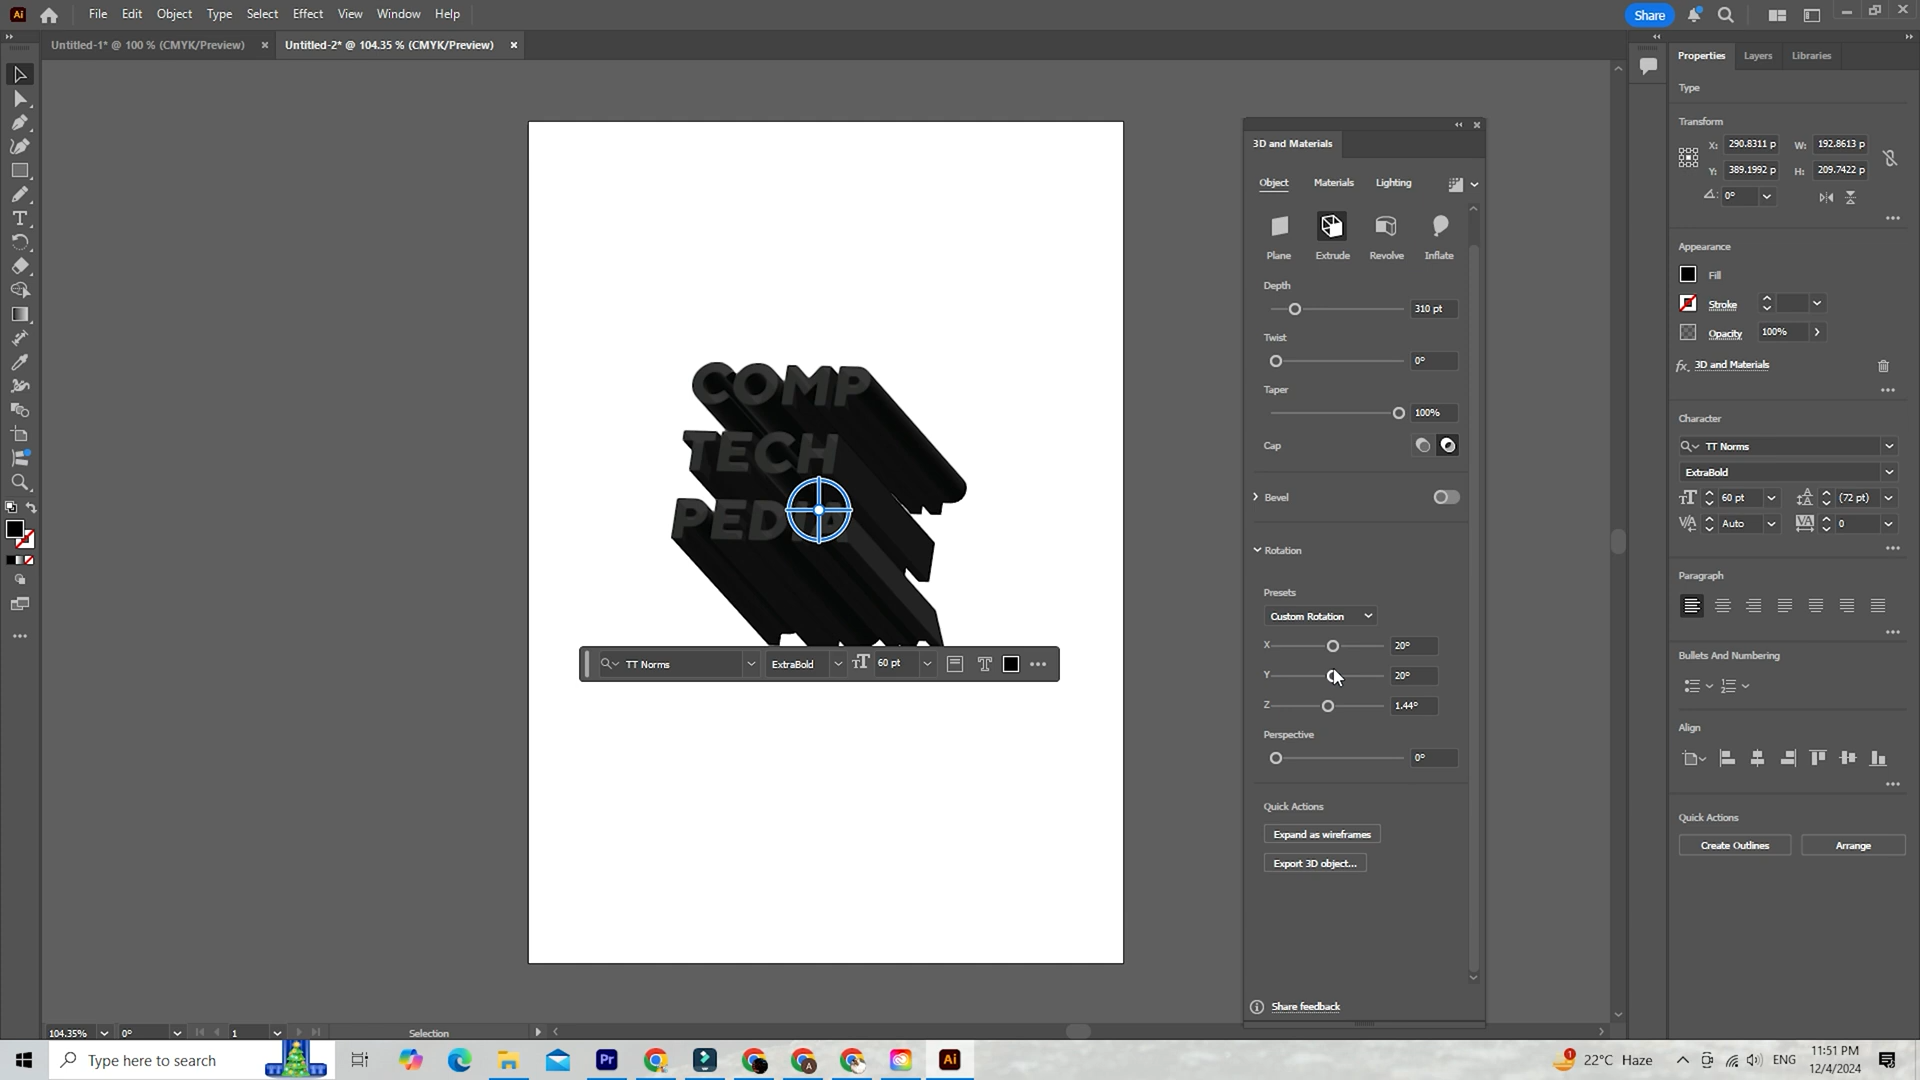 Ai
File Edit Object Type Select Effect View Window Help
Share
Untitled-1* @ 100 % (CMYK/Preview)
Untitled-2* @ 104.35 % (CMYK/Preview)
COMP
TECH
PEDIA
TT Norms ExtraBold 60 pt
3D and Materials
Object Materials Lighting
Plane Extrude Revolve Inflate
Depth
310 pt
Twist
0°
Taper
100%
Cap
Bevel
Rotation
Presets
Custom Rotation
X 20°
Y 20°
Z 1.44°
Perspective
0°
Quick Actions
Expand as wireframes
Export 3D object...
Share feedback
Properties Layers Libraries
Type
Transform
X: 290.8311 p W: 192.8613 p
Y: 389.1992 p H: 209.7422 p
0°
Appearance
Fill
Stroke
Opacity 100%
fx. 3D and Materials
Character
TT Norms
ExtraBold
60 pt (72 pt)
Auto 0
Paragraph
Bullets And Numbering
Align
Quick Actions
Create Outlines Arrange
104.35% 0° 1 Selection
Type here to search
Pr
Ai
1
22°C Haze
ENG
11:51 PM
12/4/2024